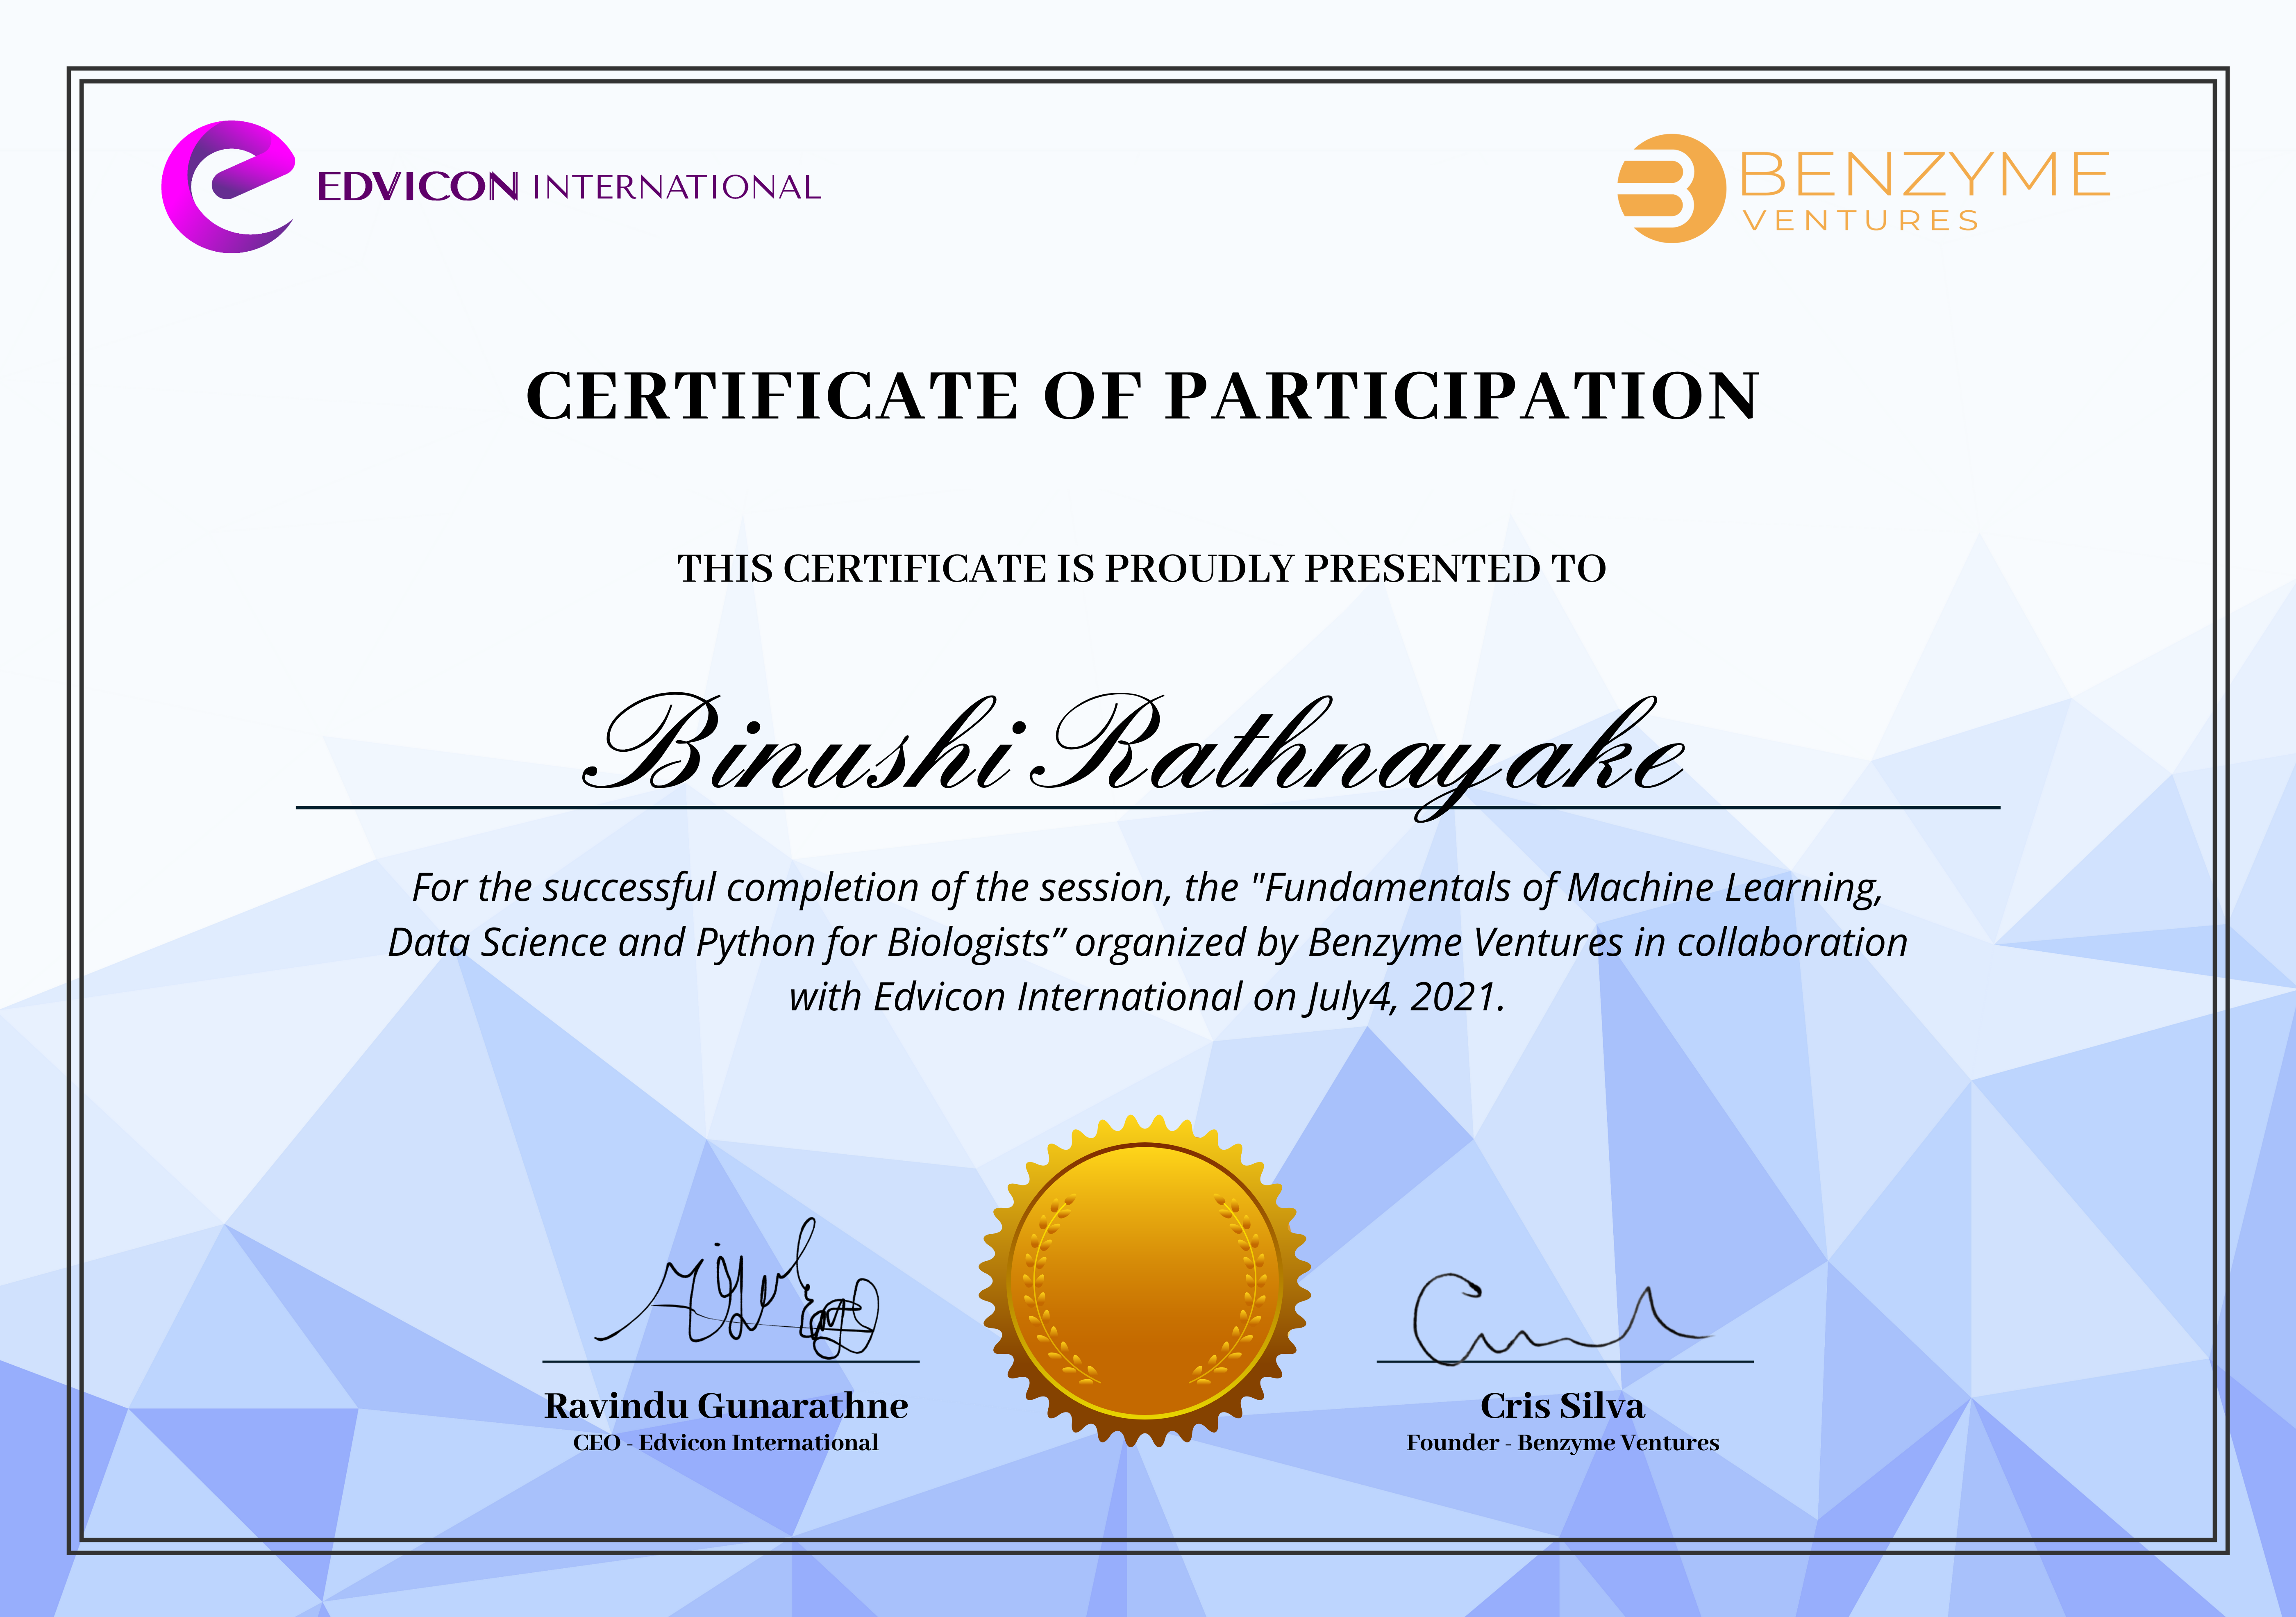 EDVICON INTERNATIONAL
BENZYME
VENTURES
CERTIFICATE OF PARTICIPATION
THIS CERTIFICATE IS PROUDLY PRESENTED TO
Binushi Rathnayake
For the successful completion of the session, the "Fundamentals of Machine Learning,
Data Science and Python for Biologists” organized by Benzyme Ventures in collaboration
with Edvicon International on July4, 2021.
Ravindu Gunarathne
CEO - Edvicon International
Cris Silva
Founder - Benzyme Ventures